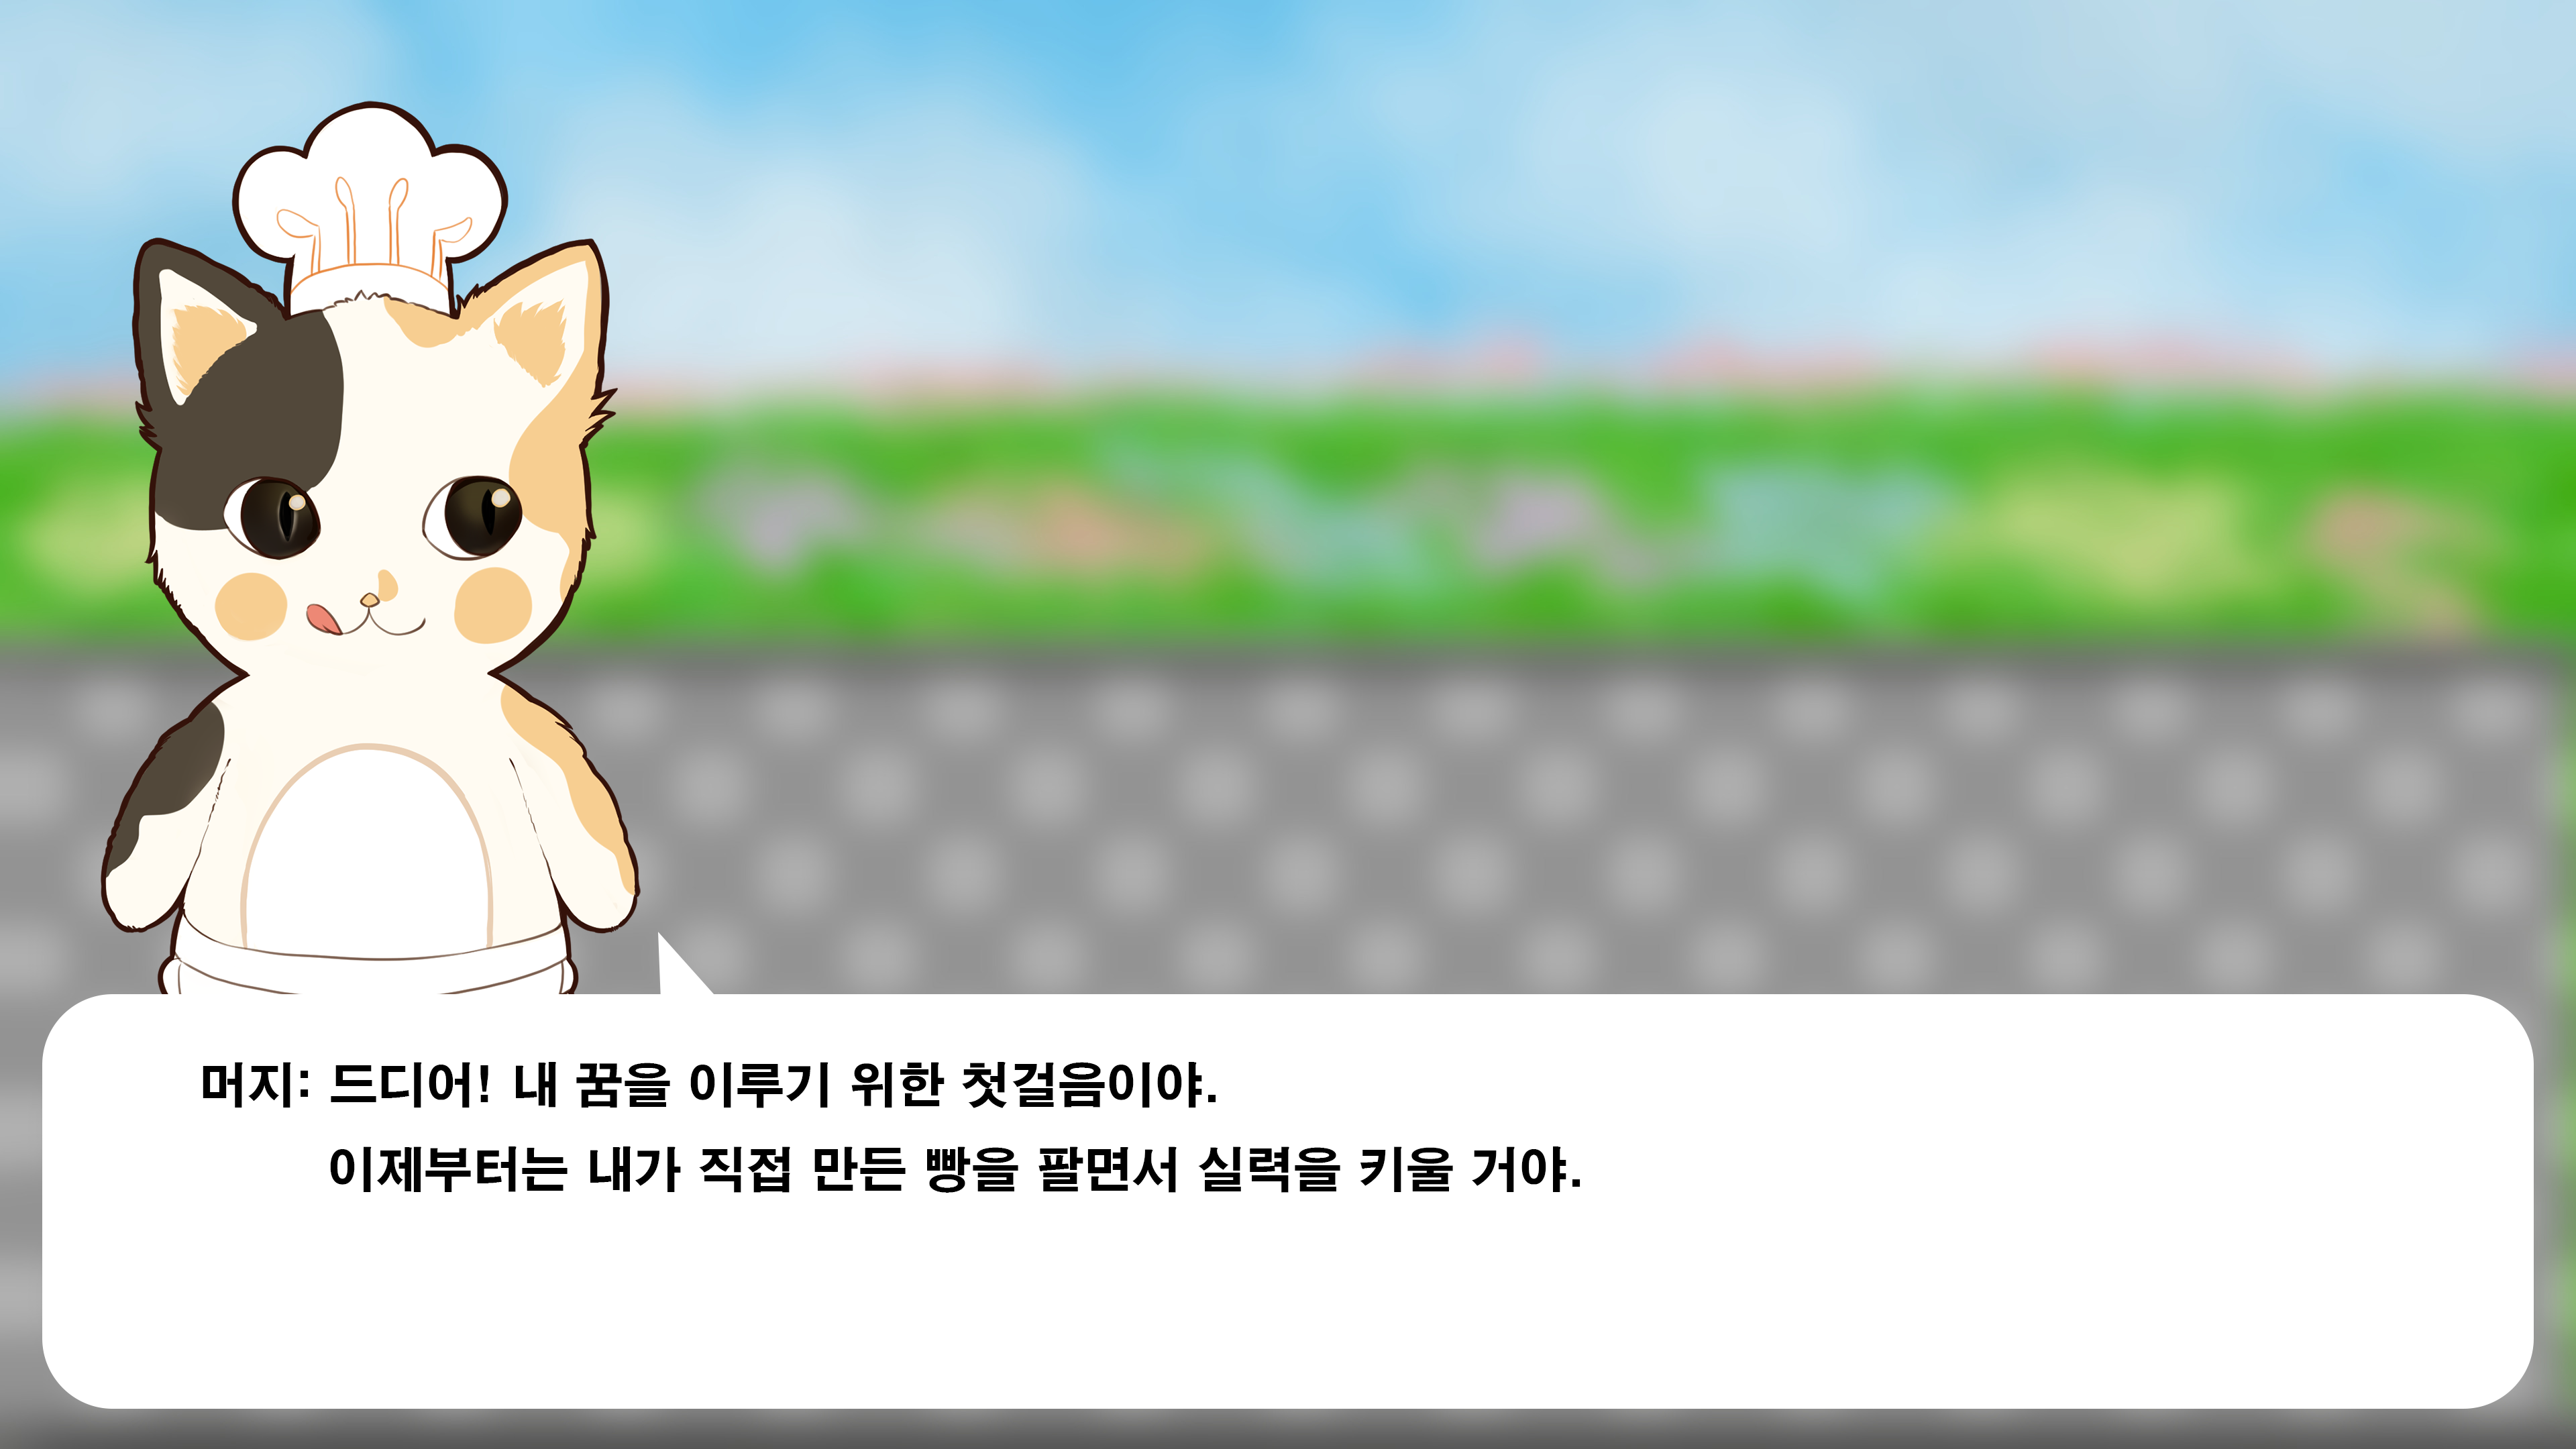 머지: 드디어! 내 꿈을 이루기 위한 첫걸음이야.
이제부터는 내가 직접 만든 빵을 팔면서 실력을 키울 거야.